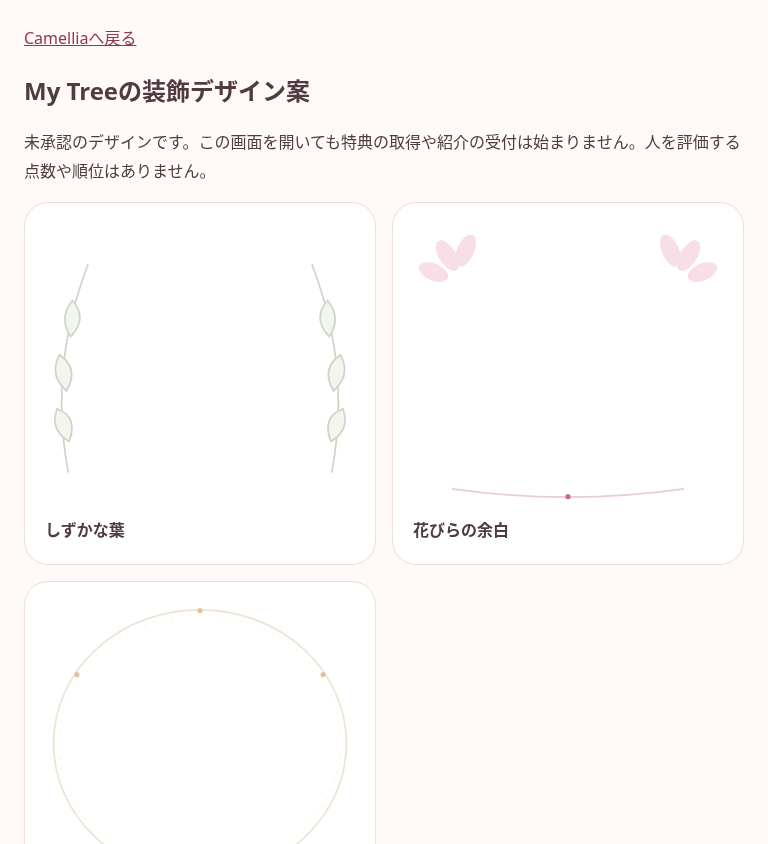 Camelliaへ戻る
My Treeの装飾デザイン案
未承認のデザインです。この画面を開いても特典の取得や紹介の受付は始まりません。人を評価する
点数や順位はありません。
しずかな葉
花びらの余白